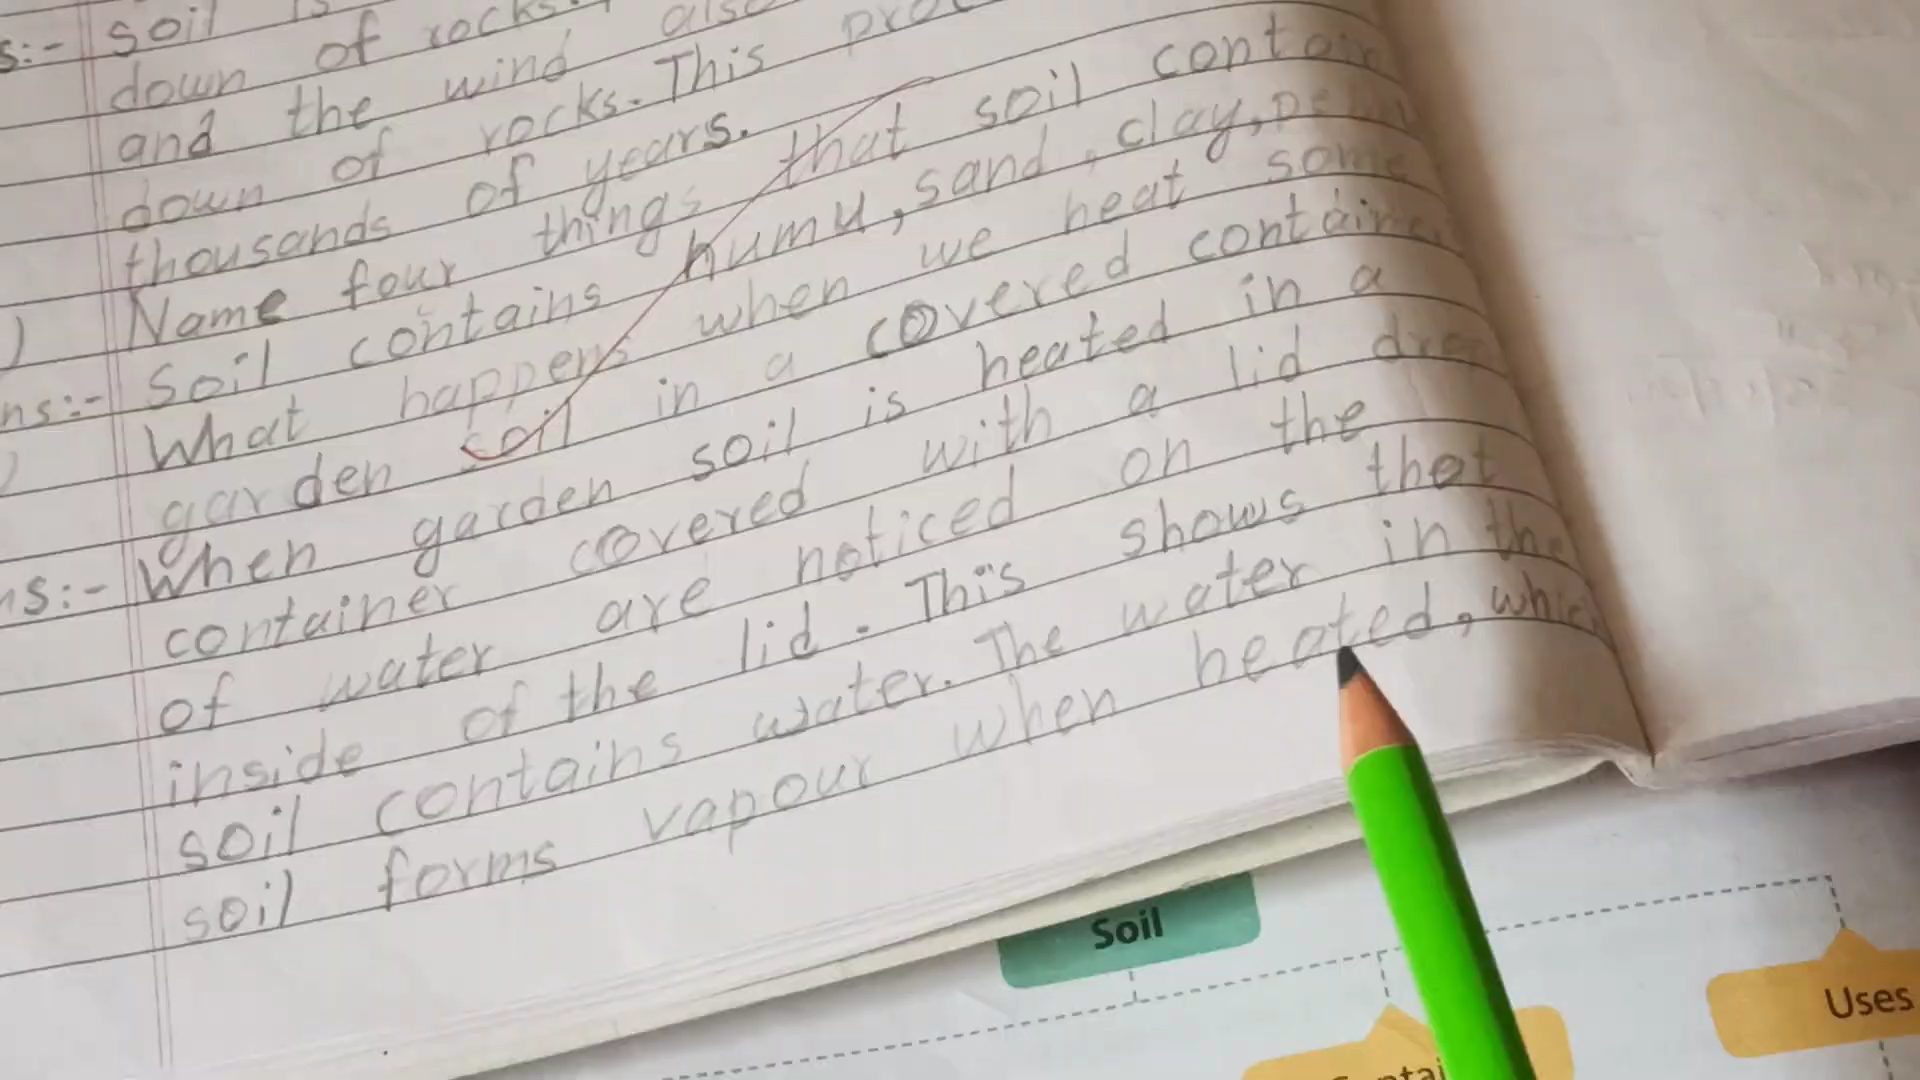 s:- soil is
down of rocks.
and the wind also
down of rocks. This
thousands of years.
) Name four things that soil contain
ns:- Soil contains humu, sand, clay,
) What happens when we heat some
garden soil in a covered
ns:- When garden soil is heated in a
container covered with a lid
of water are noticed on the
inside of the lid. This shows that
soil contains water. The water in the
soil forms vapour when heated,
Soil
Uses